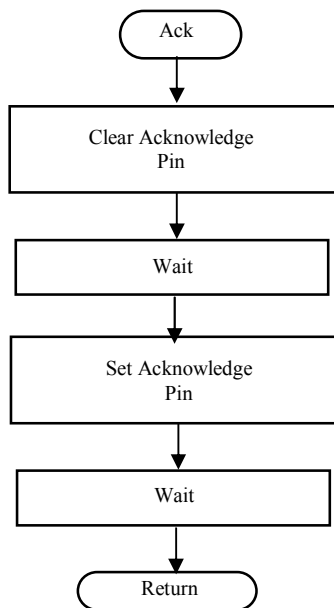 Ack
Clear Acknowledge
Pin
Wait
Set Acknowledge
Pin
Wait
Return